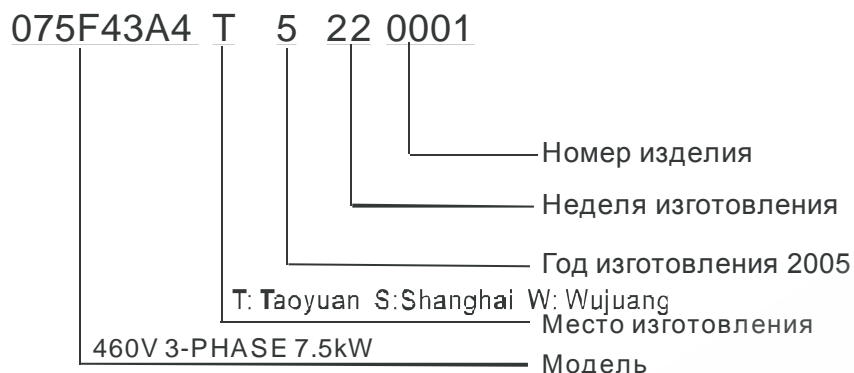 075F43A4 T 5 22 0001
Номер изделия
Неделя изготовления
Год изготовления 2005
T: Taoyuan S:Shanghai W: Wujuang
Место изготовления
460V 3-PHASE 7.5kW
Модель